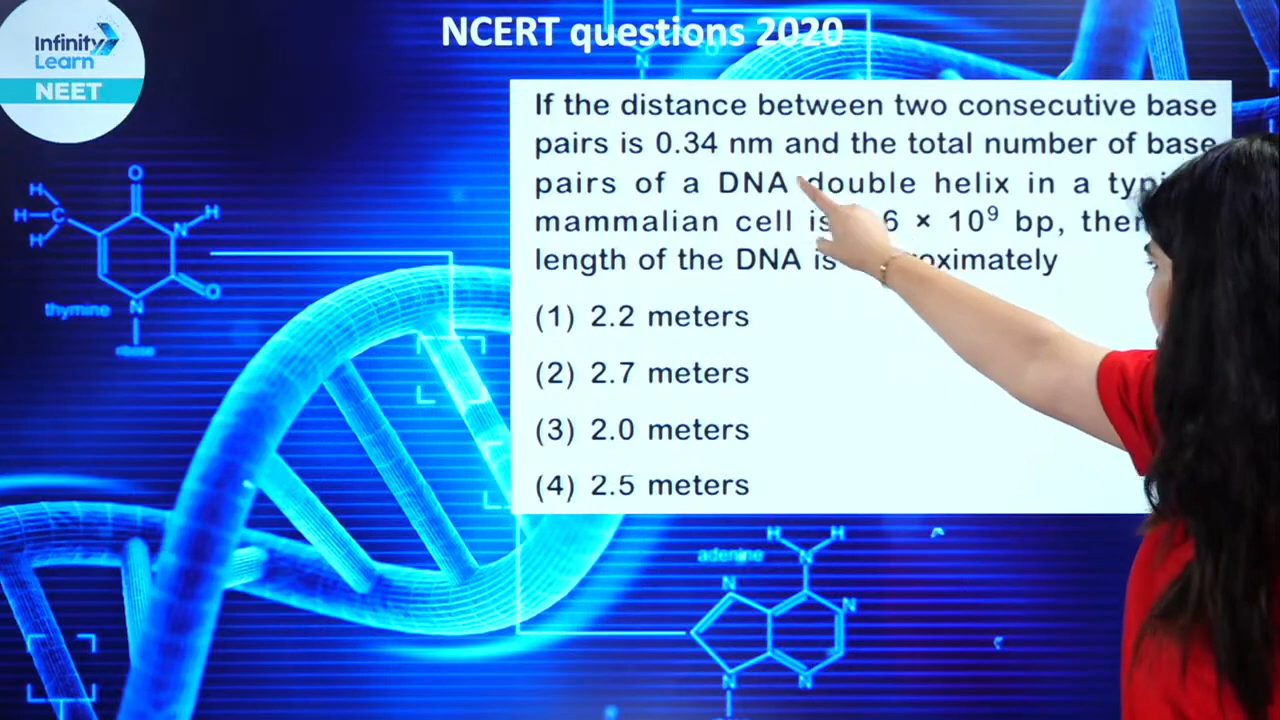 NCERT questions 2020
Infinity
Learn
NEET
If the distance between two consecutive base
pairs is 0.34 nm and the total number of base
pairs of a DNA double helix in a
mammalian cell is 6 × 10⁹ bp,
length of the DNA is
(1) 2.2 meters
(2) 2.7 meters
(3) 2.0 meters
(4) 2.5 meters
O
H
H
C
H
N
H
O
thymine
N
ribose
N
H
H
adenine
N
N
N
N
N